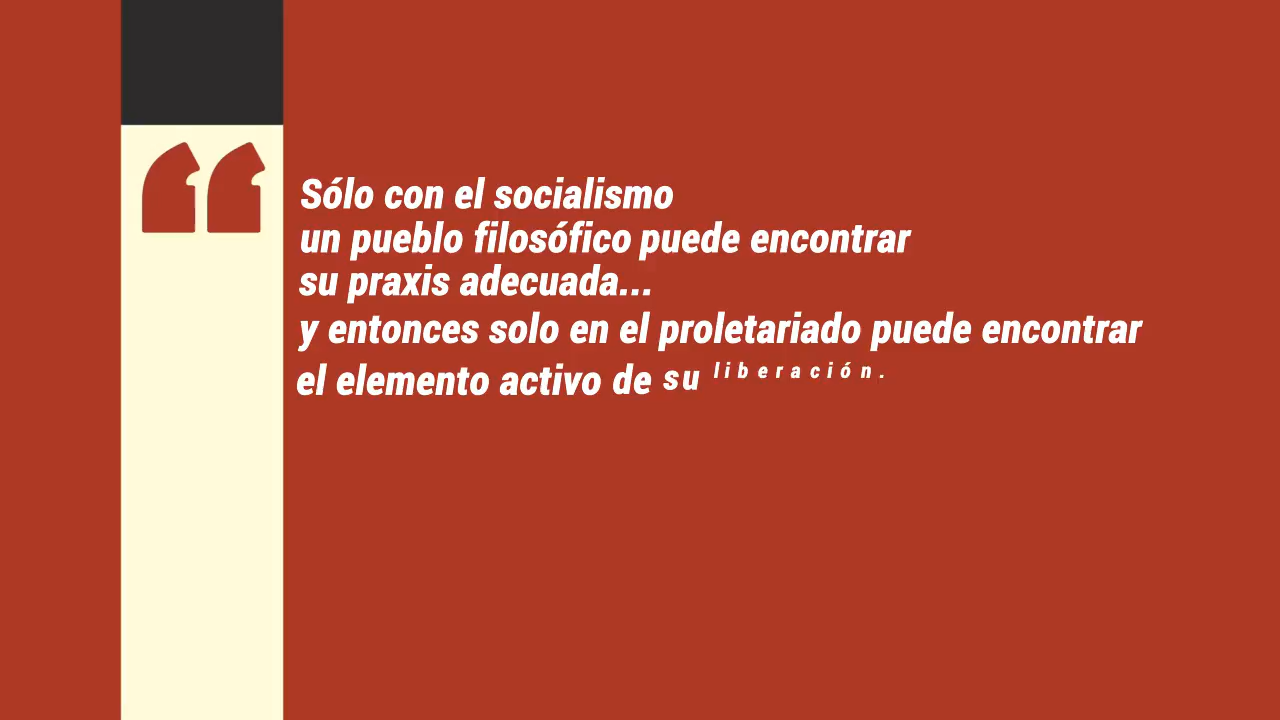 Sólo con el socialismo
un pueblo filosófico puede encontrar
su praxis adecuada...
y entonces solo en el proletariado puede encontrar
el elemento activo de su liberación.